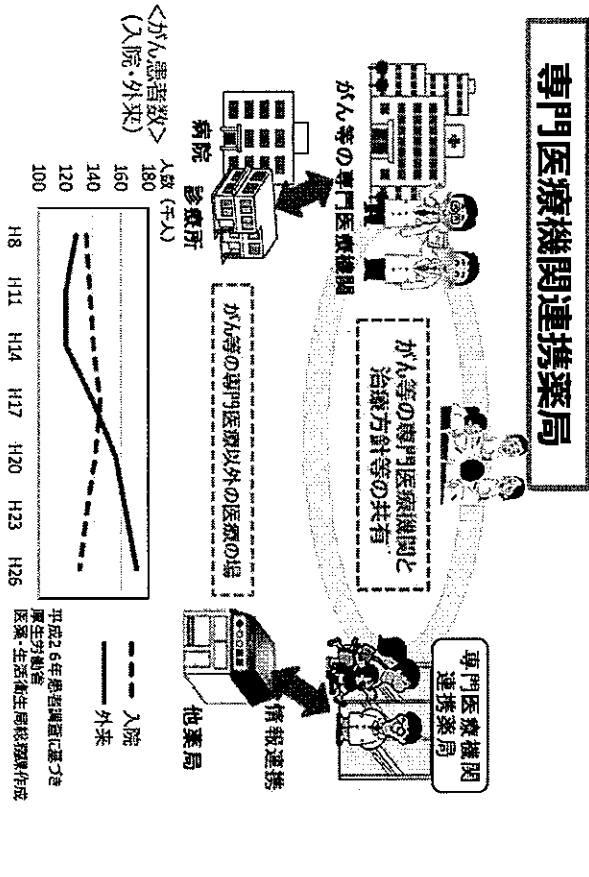 専門医療機関連携薬局
がん等の専門医療機関
がん等の専門医療機関と
治療方針等の共有
専門医療機関
連携薬局
病院
診療所
がん等の専門医療以外の医療の場
情報連携
他薬局
<がん患者数>
(入院・外来)
人数（千人）
180
160
140
120
100
H8
H11
H14
H17
H20
H23
H26
入院
外来
平成26年患者調査に基づき
厚生労働省
医薬・生活衛生局総務課作成